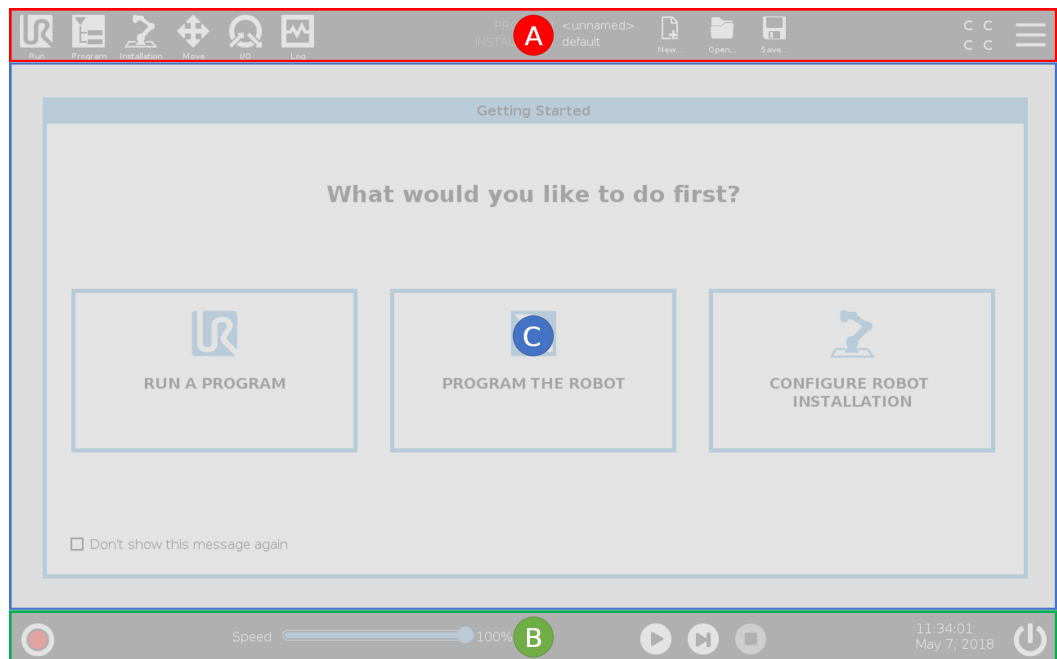 Run Program Installation Move I/O Log
PR
INSTAL
A
<unnamed>
default
New... Open... Save...
C C
C C
Getting Started
What would you like to do first?
C
RUN A PROGRAM
PROGRAM THE ROBOT
CONFIGURE ROBOT
INSTALLATION
Don't show this message again
Speed
100%
B
11:34:01
May 7, 2018